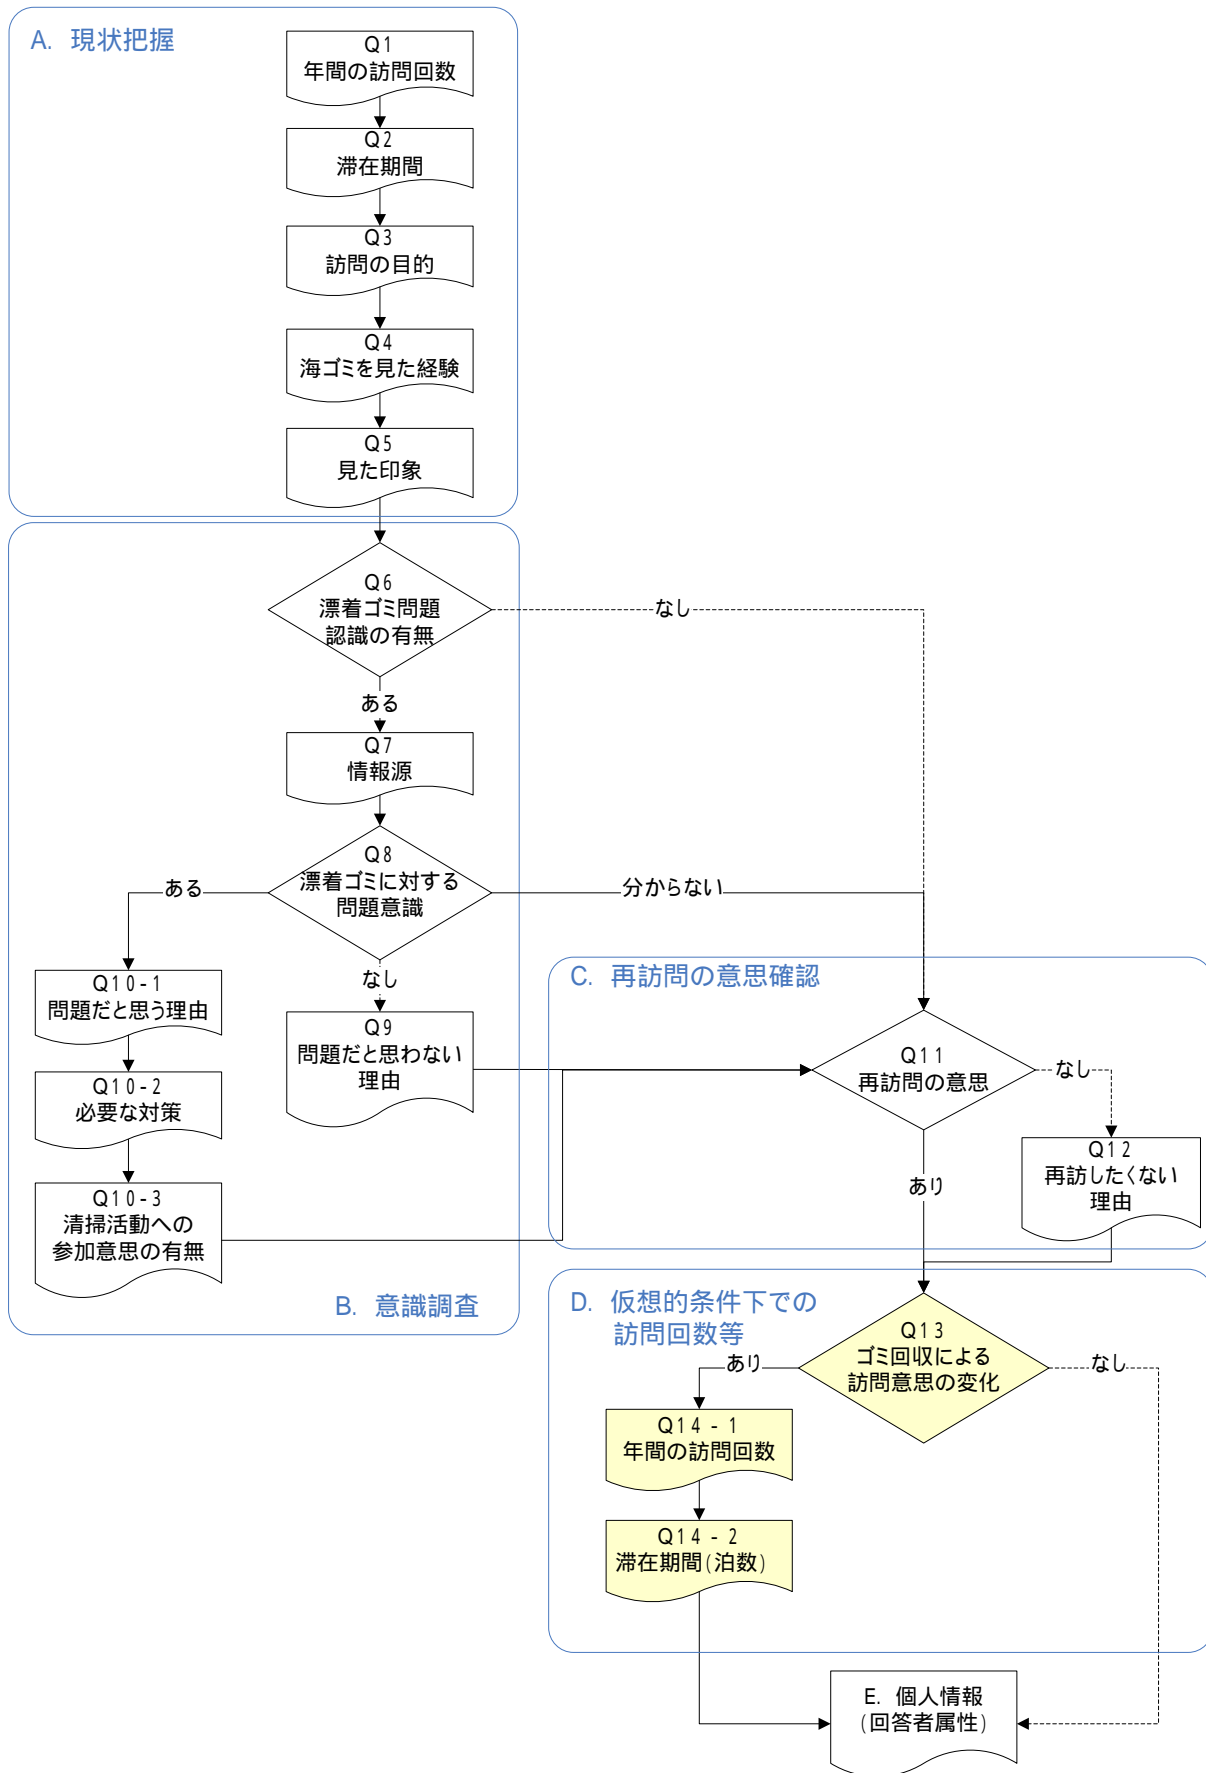 A. 現状把握
Q1
年間の訪問回数
Q2
滞在期間
Q3
訪問の目的
Q4
海ゴミを見た経験
Q5
見た印象
Q6
漂着ゴミ問題
認識の有無
なし
ある
Q7
情報源
Q8
漂着ゴミに対する
問題意識
ある
分からない
なし
Q10-1
問題だと思う理由
Q10-2
必要な対策
Q10-3
清掃活動への
参加意思の有無
Q9
問題だと思わない
理由
B. 意識調査
C. 再訪問の意思確認
Q11
再訪問の意思
なし
あり
Q12
再訪したくない
理由
D. 仮想的条件下での
訪問回数等
Q13
ゴミ回収による
訪問意思の変化
あり
なし
Q14-1
年間の訪問回数
Q14-2
滞在期間(泊数)
E. 個人情報
(回答者属性)